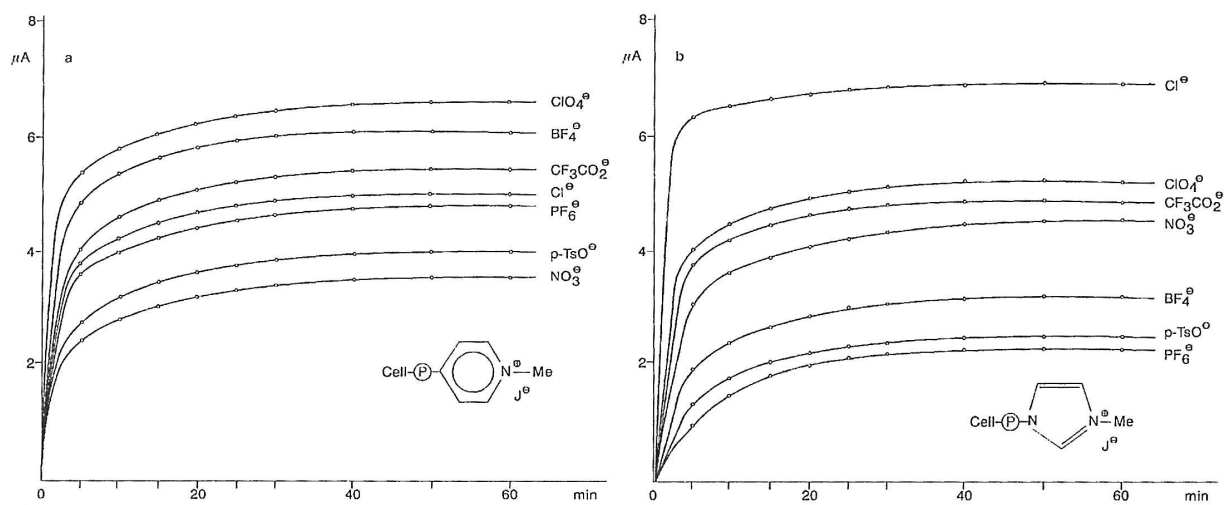 8
μA
a
6
4
2
0
20
40
60
min
ClO4⊖
BF4⊖
CF3CO2⊖
Cl⊖
PF6⊖
p-TsO⊖
NO3⊖
Cell-Ⓟ-
N⊕-Me
J⊖
8
μA
b
6
4
2
0
20
40
60
min
Cl⊖
ClO4⊖
CF3CO2⊖
NO3⊖
BF4⊖
p-TsO⊖
PF6⊖
Cell-Ⓟ-N
N⊕-Me
J⊖